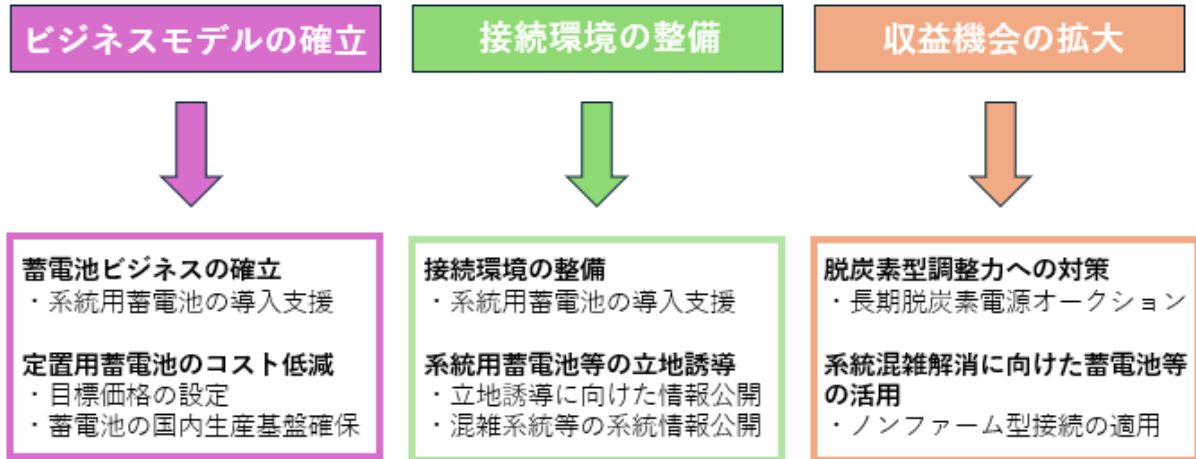 ビジネスモデルの確立
接続環境の整備
収益機会の拡大
蓄電池ビジネスの確立
・系統用蓄電池の導入支援
定置用蓄電池のコスト低減
・目標価格の設定
・蓄電池の国内生産基盤確保
接続環境の整備
・系統用蓄電池の導入支援
系統用蓄電池等の立地誘導
・立地誘導に向けた情報公開
・混雑系統等の系統情報公開
脱炭素型調整力への対策
・長期脱炭素電源オークション
系統混雑解消に向けた蓄電池等
の活用
・ノンファーム型接続の適用